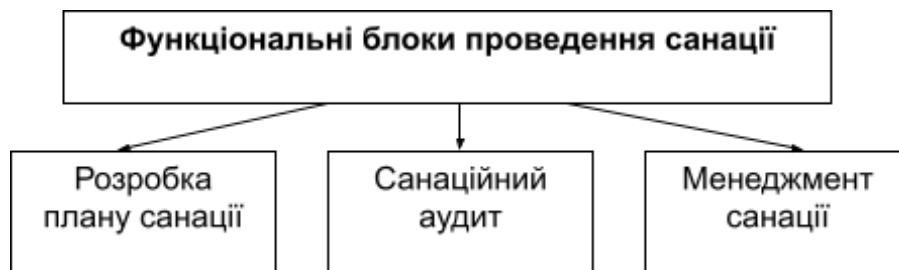 Функціональні блоки проведення санації
Розробка
плану санації
Санаційний
аудит
Менеджмент
санації